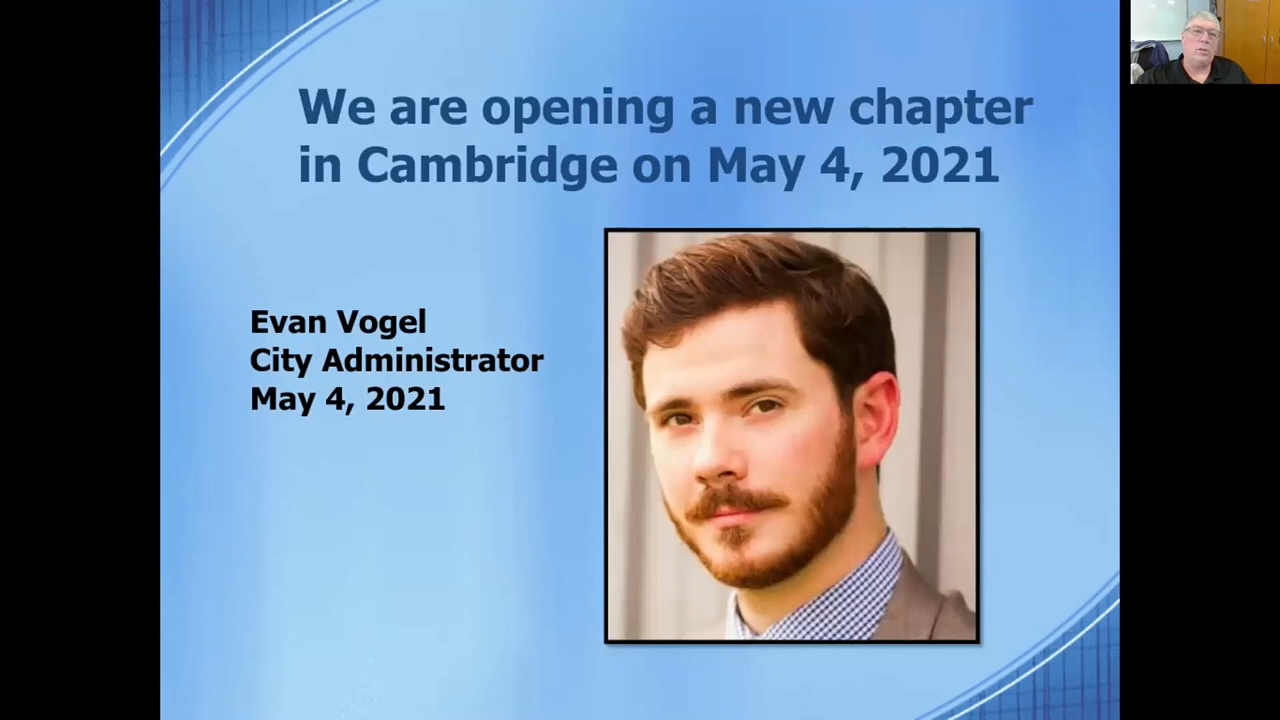 We are opening a new chapter
in Cambridge on May 4, 2021
Evan Vogel
City Administrator
May 4, 2021